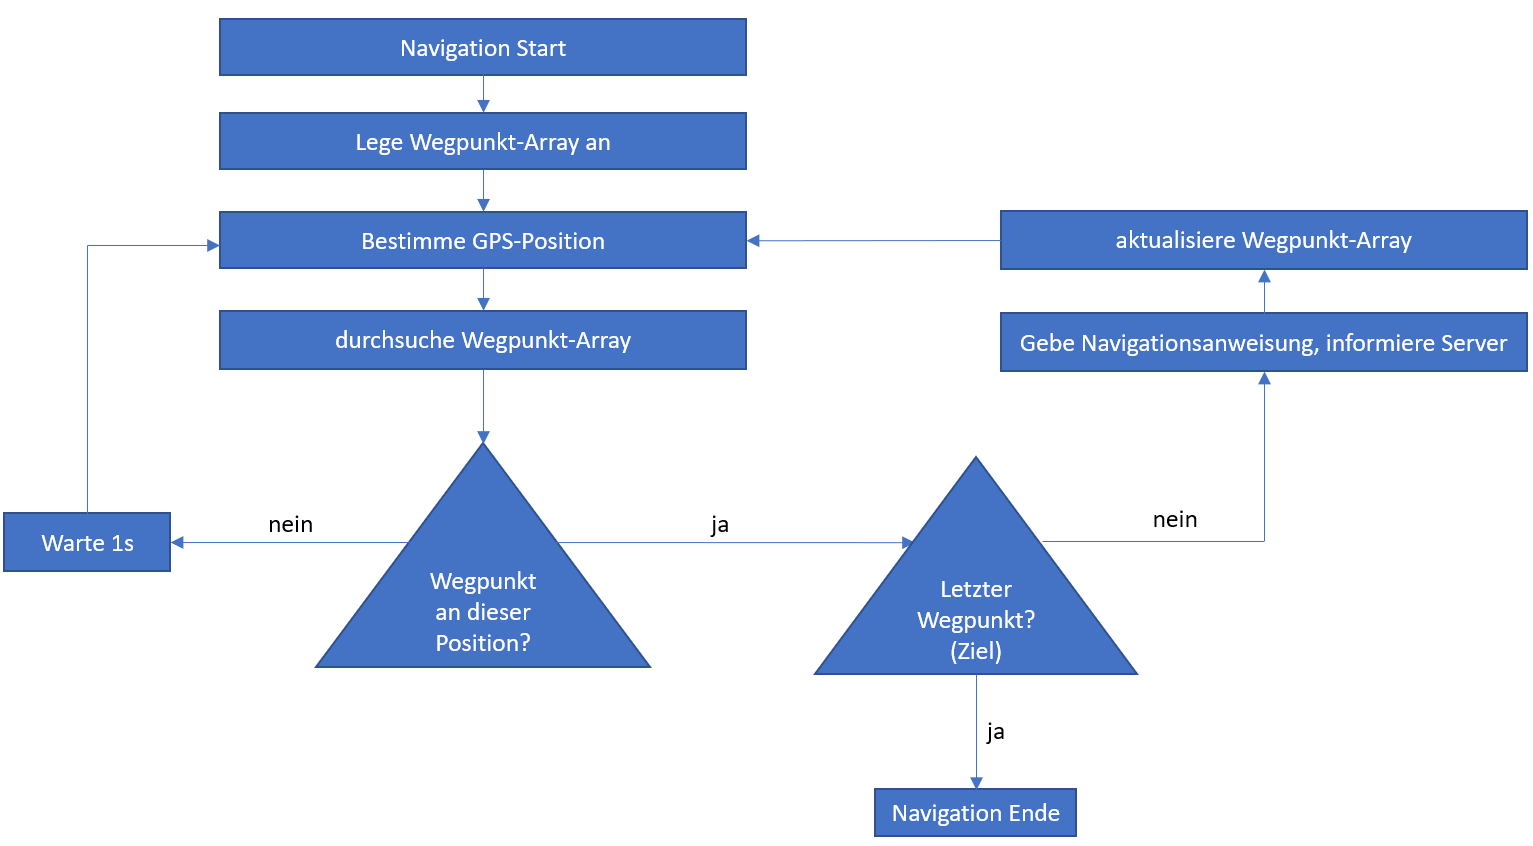 Navigation Start
Lege Wegpunkt-Array an
Bestimme GPS-Position
aktualisiere Wegpunkt-Array
durchsuche Wegpunkt-Array
Gebe Navigationsanweisung, informiere Server
nein
ja
nein
Warte 1s
Wegpunkt
an dieser
Position?
Letzter
Wegpunkt?
(Ziel)
ja
Navigation Ende